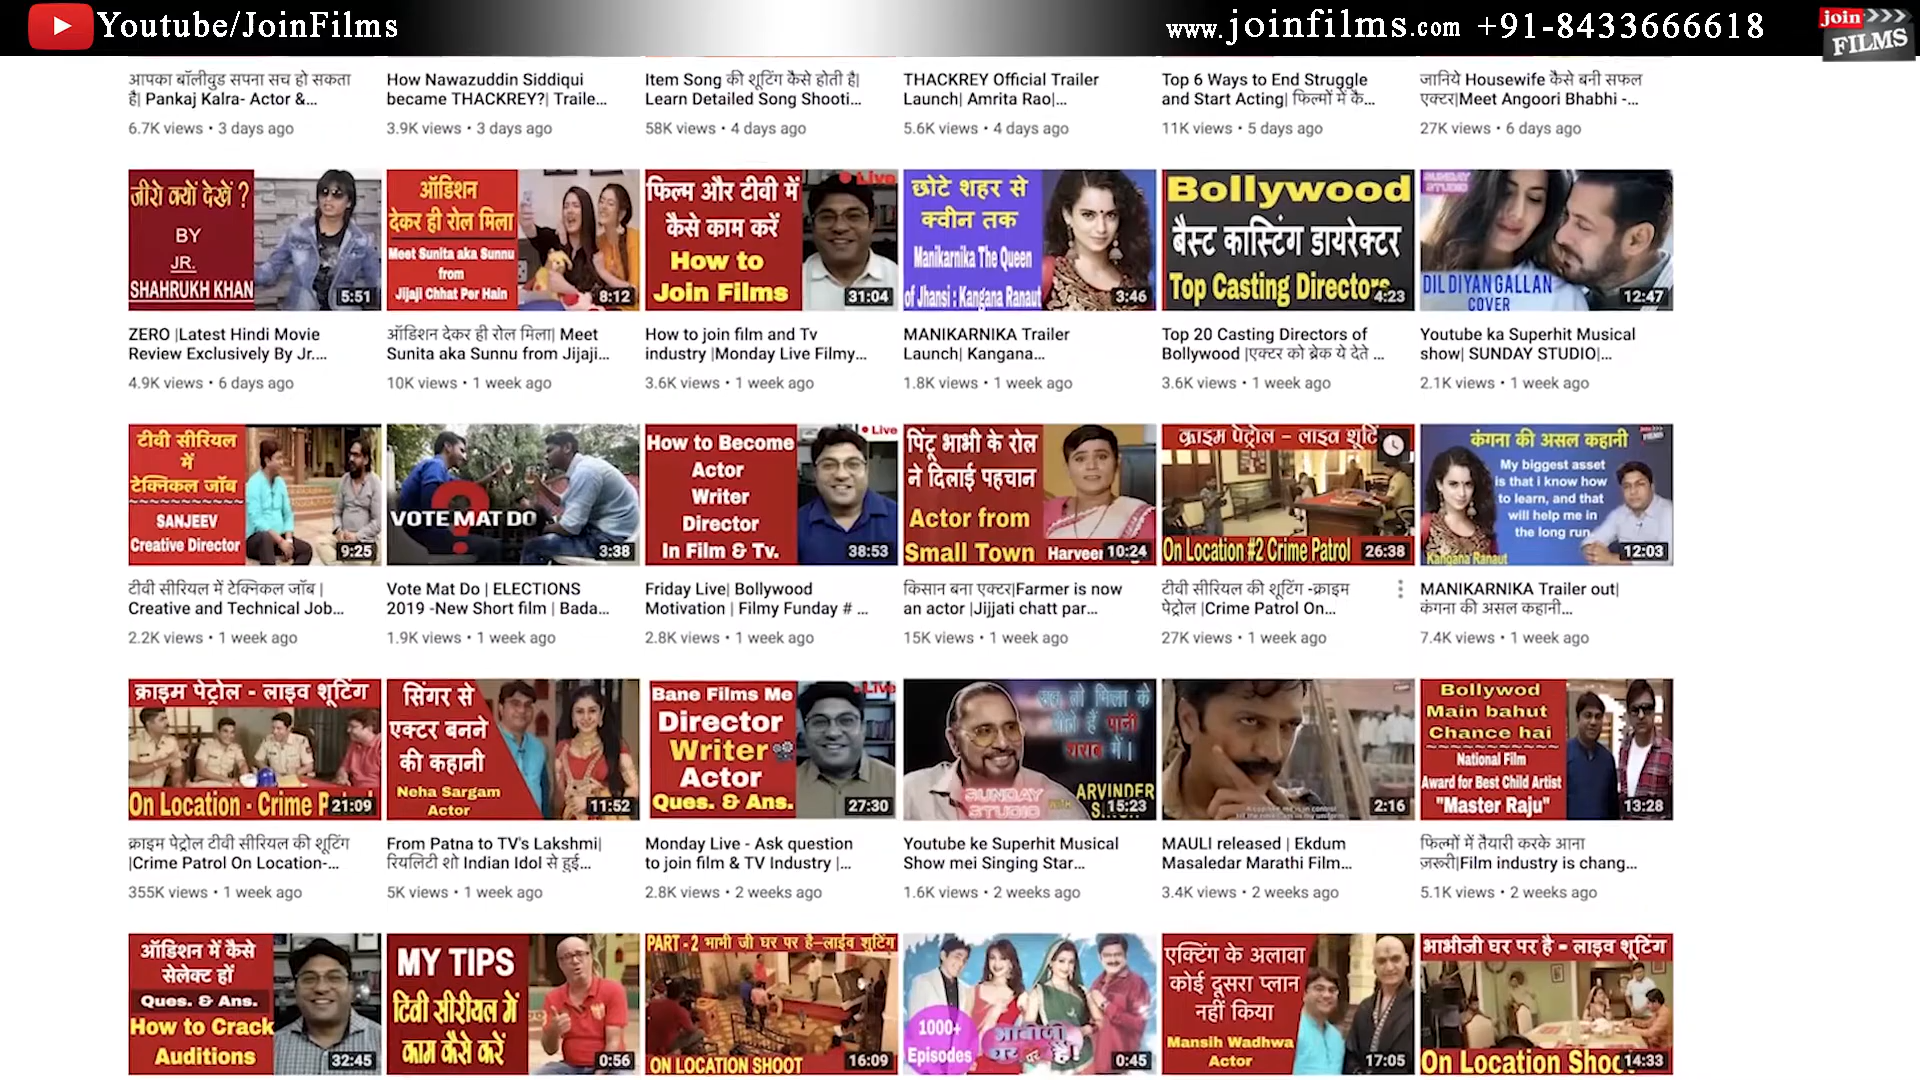 Youtube/JoinFilms
www.joinfilms.com +91-8433666618
join
FILMS
आपका बॉलीवुड सपना सच हो सकता
है| Pankaj Kalra- Actor &...
6.7K views • 3 days ago
How Nawazuddin Siddiqui
became THACKREY?| Traile...
3.9K views • 3 days ago
Item Song की शूटिंग कैसे होती है|
Learn Detailed Song Shooti...
58K views • 4 days ago
THACKREY Official Trailer
Launch| Amrita Rao|...
5.6K views • 4 days ago
Top 6 Ways to End Struggle
and Start Acting| फिल्मों में कै...
11K views • 5 days ago
जानिये Housewife कैसे बनी सफल
एक्टर|Meet Angoori Bhabhi -...
27K views • 6 days ago
जीरो क्यों देखें ?
BY
JR.
SHAHRUKH KHAN
5:51
ZERO |Latest Hindi Movie
Review Exclusively By Jr....
4.9K views • 6 days ago
ऑडिशन
देकर ही रोल मिला
Meet Sunita aka Sunnu
from
Jijaji Chhat Per Hain
8:12
ऑडिशन देकर ही रोल मिला| Meet
Sunita aka Sunnu from Jijaji...
10K views • 1 week ago
फिल्म और टीवी में
कैसे काम करें
How to
Join Films
Live
31:04
How to join film and Tv
industry |Monday Live Filmy...
3.6K views • 1 week ago
छोटे शहर से
क्वीन तक
Manikarnika The Queen
of Jhansi : Kangana Ranaut
3:46
MANIKARNIKA Trailer
Launch| Kangana...
1.8K views • 1 week ago
Bollywood
बैस्ट कास्टिंग डायरेक्टर
Top Casting Directors
4:23
Top 20 Casting Directors of
Bollywood |एक्टर को ब्रेक ये देते ...
3.6K views • 1 week ago
SUNDAY
STUDIO
DIL DIYAN GALLAN
COVER
12:47
Youtube ka Superhit Musical
show| SUNDAY STUDIO|...
2.1K views • 1 week ago
टीवी सीरियल
में
टेक्निकल जॉब
SANJEEV
Creative Director
9:25
टीवी सीरियल में टेक्निकल जॉब |
Creative and Technical Job...
2.2K views • 1 week ago
?
VOTE MAT DO
3:38
Vote Mat Do | ELECTIONS
2019 -New Short film | Bada...
1.9K views • 1 week ago
How to Become
Actor
Writer
Director
In Film & Tv.
Live
38:53
Friday Live| Bollywood
Motivation | Filmy Funday # ...
2.8K views • 1 week ago
पिंटू भाभी के रोल
ने दिलाई पहचान
Actor from
Small Town
Harveer
10:24
किसान बना एक्टर|Farmer is now
an actor |Jijjati chatt par...
15K views • 1 week ago
क्राइम पेट्रोल - लाइव शूटिं
On Location #2 Crime Patrol
26:38
टीवी सीरियल की शूटिंग -क्राइम
पेट्रोल |Crime Patrol On...
27K views • 1 week ago
कंगना की असल कहानी
My biggest asset
is that i know how
to learn, and that
will help me in
the long run.
Kangana Ranaut
12:03
MANIKARNIKA Trailer out|
कंगना की असल कहानी...
7.4K views • 1 week ago
क्राइम पेट्रोल - लाइव शूटिंग
On Location - Crime P
21:09
क्राइम पेट्रोल टीवी सीरियल की शूटिंग
|Crime Patrol On Location-...
355K views • 1 week ago
सिंगर से
एक्टर बनने
की कहानी
Neha Sargam
Actor
11:52
From Patna to TV's Lakshmi|
रियलिटी शो Indian Idol से हुई...
5K views • 1 week ago
Bane Films Me
Director
Writer
Actor
Ques. & Ans.
Live
27:30
Monday Live - Ask question
to join film & TV Industry |...
2.8K views • 2 weeks ago
पानी
शराब में |
SUNDAY
STUDIO
WITH
ARVINDER
15:23
Youtube ke Superhit Musical
Show mei Singing Star...
1.6K views • 2 weeks ago
2:16
MAULI released | Ekdum
Masaledar Marathi Film...
3.4K views • 2 weeks ago
Bollywod
Main bahut
Chance hai
National Film
Award for Best Child Artist
"Master Raju"
13:28
फिल्मों में तैयारी करके आना
ज़रूरी|Film industry is chang...
5.1K views • 2 weeks ago
ऑडिशन में कैसे
सेलेक्ट हों
Ques. & Ans.
How to Crack
Auditions
32:45
MY TIPS
टिवी सीरीयल में
काम कैसे करें
0:56
PART - 2 भाभी जी घर पर है–लाईव शूटिंग
ON LOCATION SHOOT
16:09
1000+
Episodes
भाबीजी
घर पर हैं!
0:45
एक्टिंग के अलावा
कोई दूसरा प्लान
नहीं किया
Mansih Wadhwa
Actor
17:05
भाभीजी घर पर है - लाइव शूटिंग
On Location Shoo
14:33